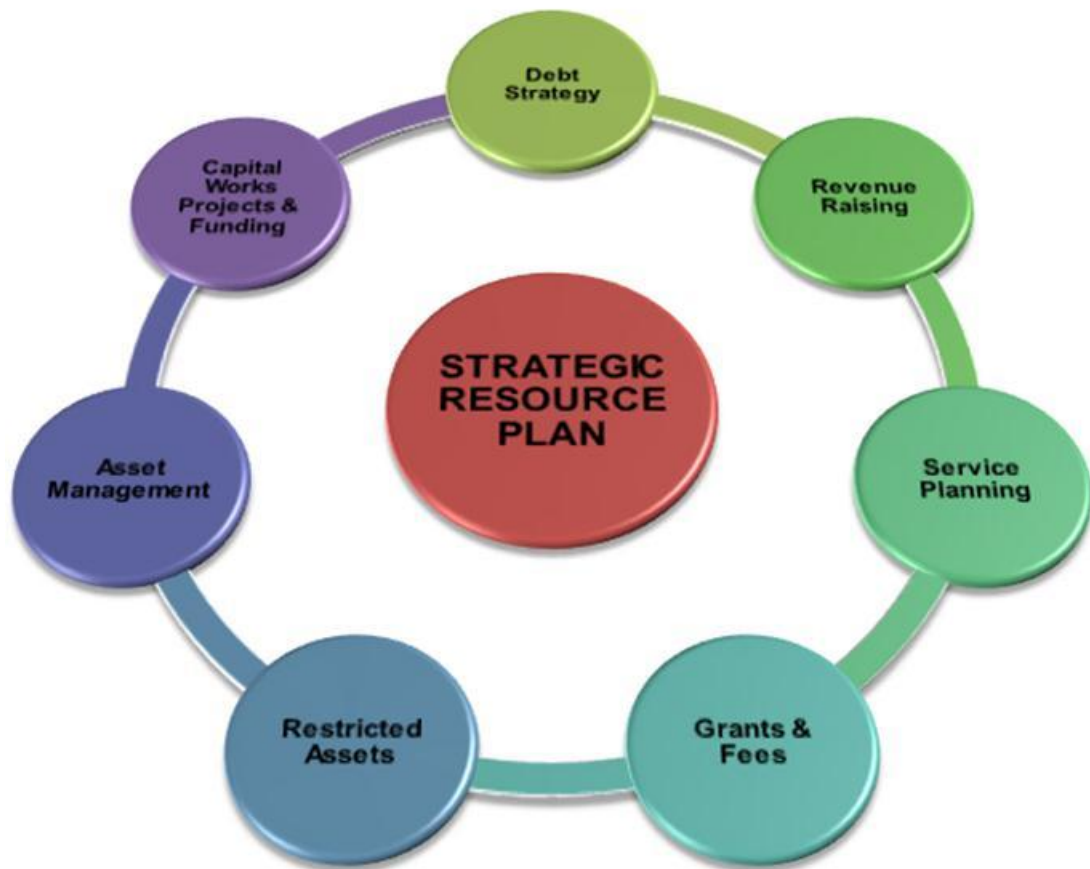 Debt
Strategy
Revenue
Raising
Service
Planning
Grants &
Fees
Restricted
Assets
Asset
Management
Capital
Works
Projects &
Funding
STRATEGIC
RESOURCE
PLAN